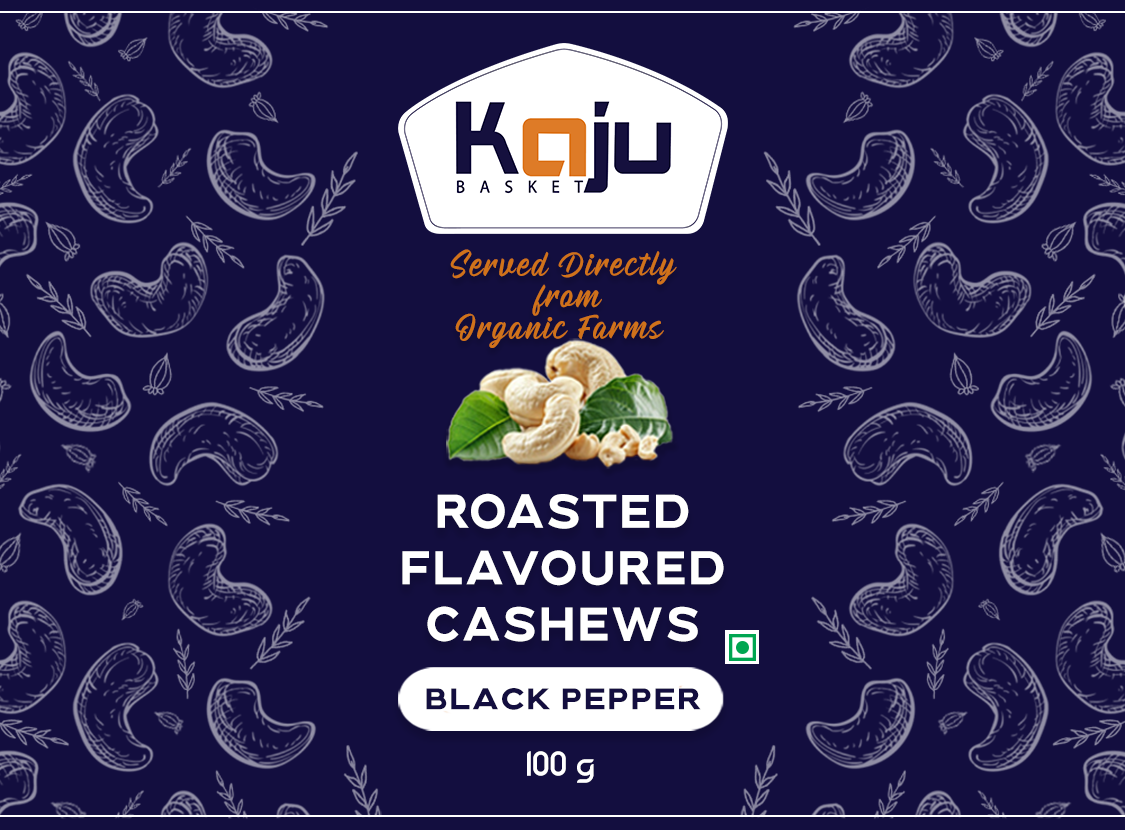 Kaju
BASKET
Served Directly
from
Organic Farms
ROASTED
FLAVOURED
CASHEWS
BLACK PEPPER
100 g